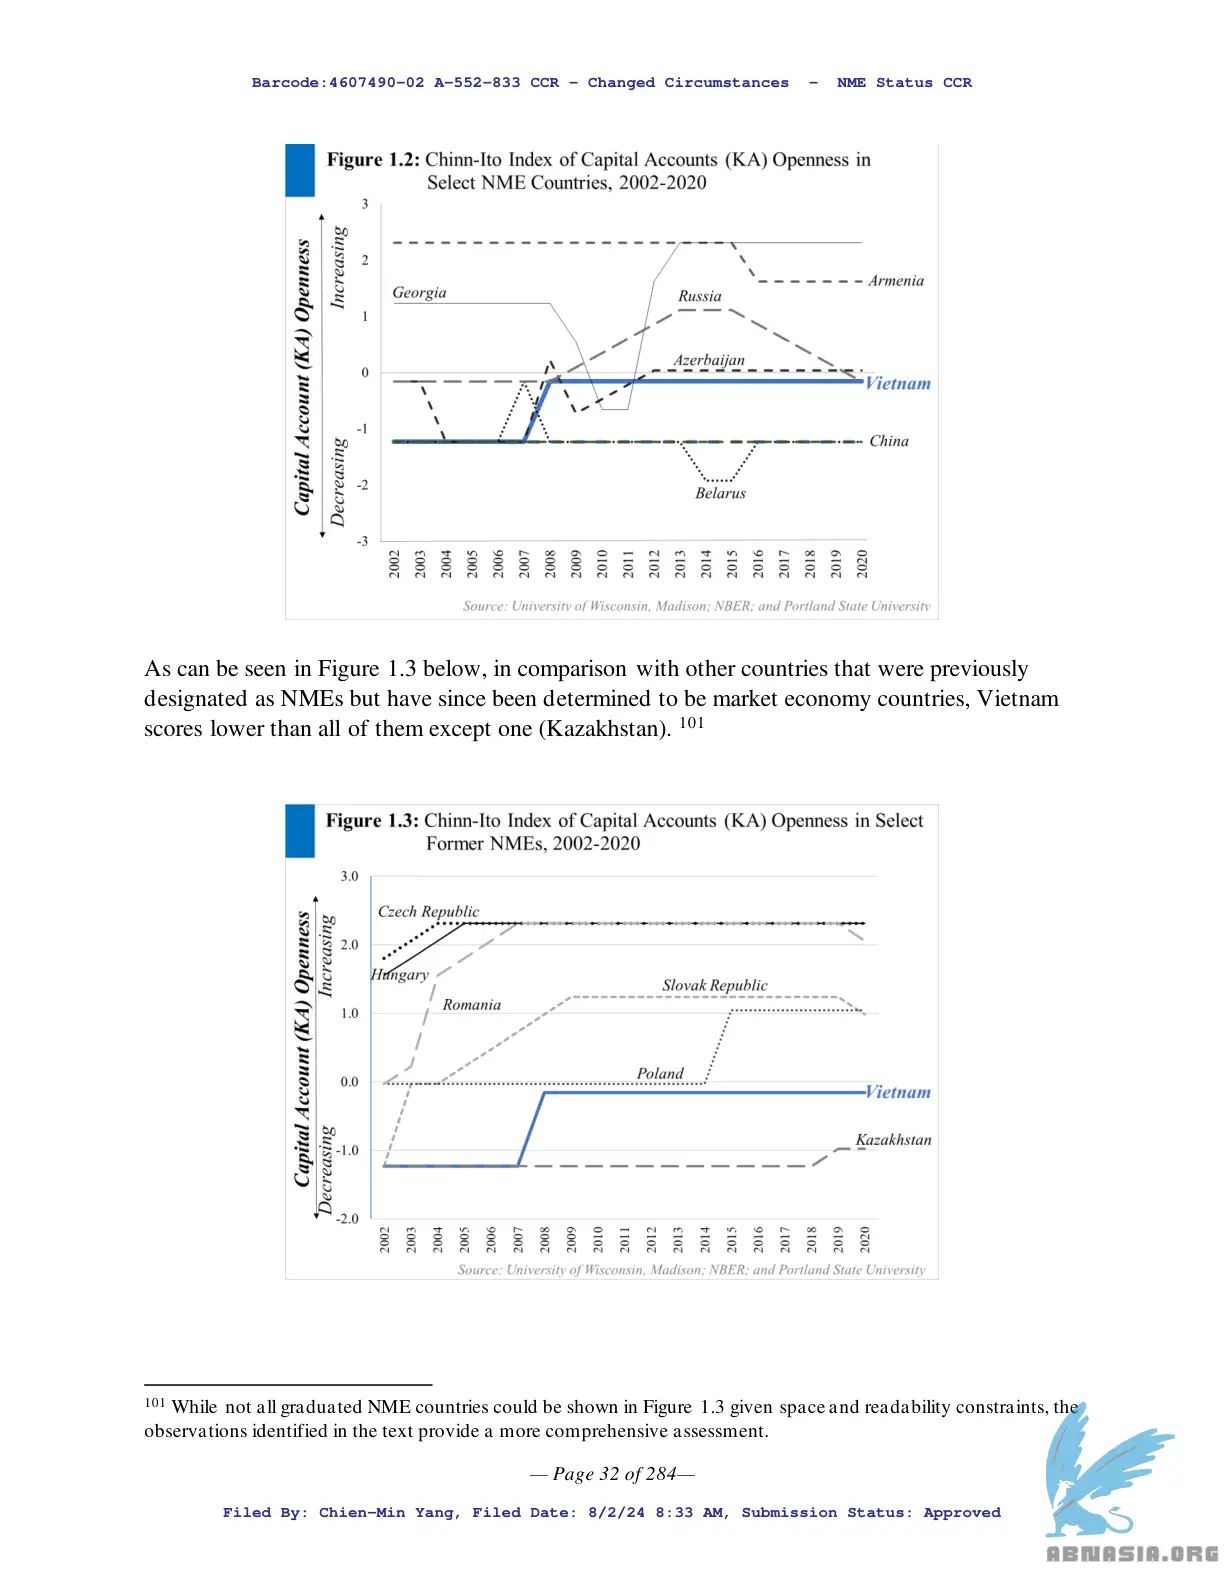 Barcode:4607490-02 A-552-833 CCR - Changed Circumstances - NME Status CCR
Figure 1.2: Chinn-Ito Index of Capital Accounts (KA) Openness in
Select NME Countries, 2002-2020
Capital Account (KA) Openness
Decreasing
Increasing
3
2
1
0
-1
-2
-3
Georgia
Armenia
Russia
Azerbaijan
Vietnam
China
Belarus
2002
2003
2004
2005
2006
2007
2008
2009
2010
2011
2012
2013
2014
2015
2016
2017
2018
2019
2020
Source: University of Wisconsin, Madison; NBER; and Portland State University
As can be seen in Figure 1.3 below, in comparison with other countries that were previously
designated as NMEs but have since been determined to be market economy countries, Vietnam
scores lower than all of them except one (Kazakhstan). 101
Figure 1.3: Chinn-Ito Index of Capital Accounts (KA) Openness in Select
Former NMEs, 2002-2020
Capital Account (KA) Openness
Decreasing
Increasing
3.0
2.0
1.0
0.0
-1.0
-2.0
Czech Republic
Hungary
Romania
Slovak Republic
Poland
Vietnam
Kazakhstan
2002
2003
2004
2005
2006
2007
2008
2009
2010
2011
2012
2013
2014
2015
2016
2017
2018
2019
2020
Source: University of Wisconsin, Madison; NBER; and Portland State University
101 While not all graduated NME countries could be shown in Figure 1.3 given space and readability constraints, the
observations identified in the text provide a more comprehensive assessment.
— Page 32 of 284—
Filed By: Chien-Min Yang, Filed Date: 8/2/24 8:33 AM, Submission Status: Approved
ABNASIA.ORG